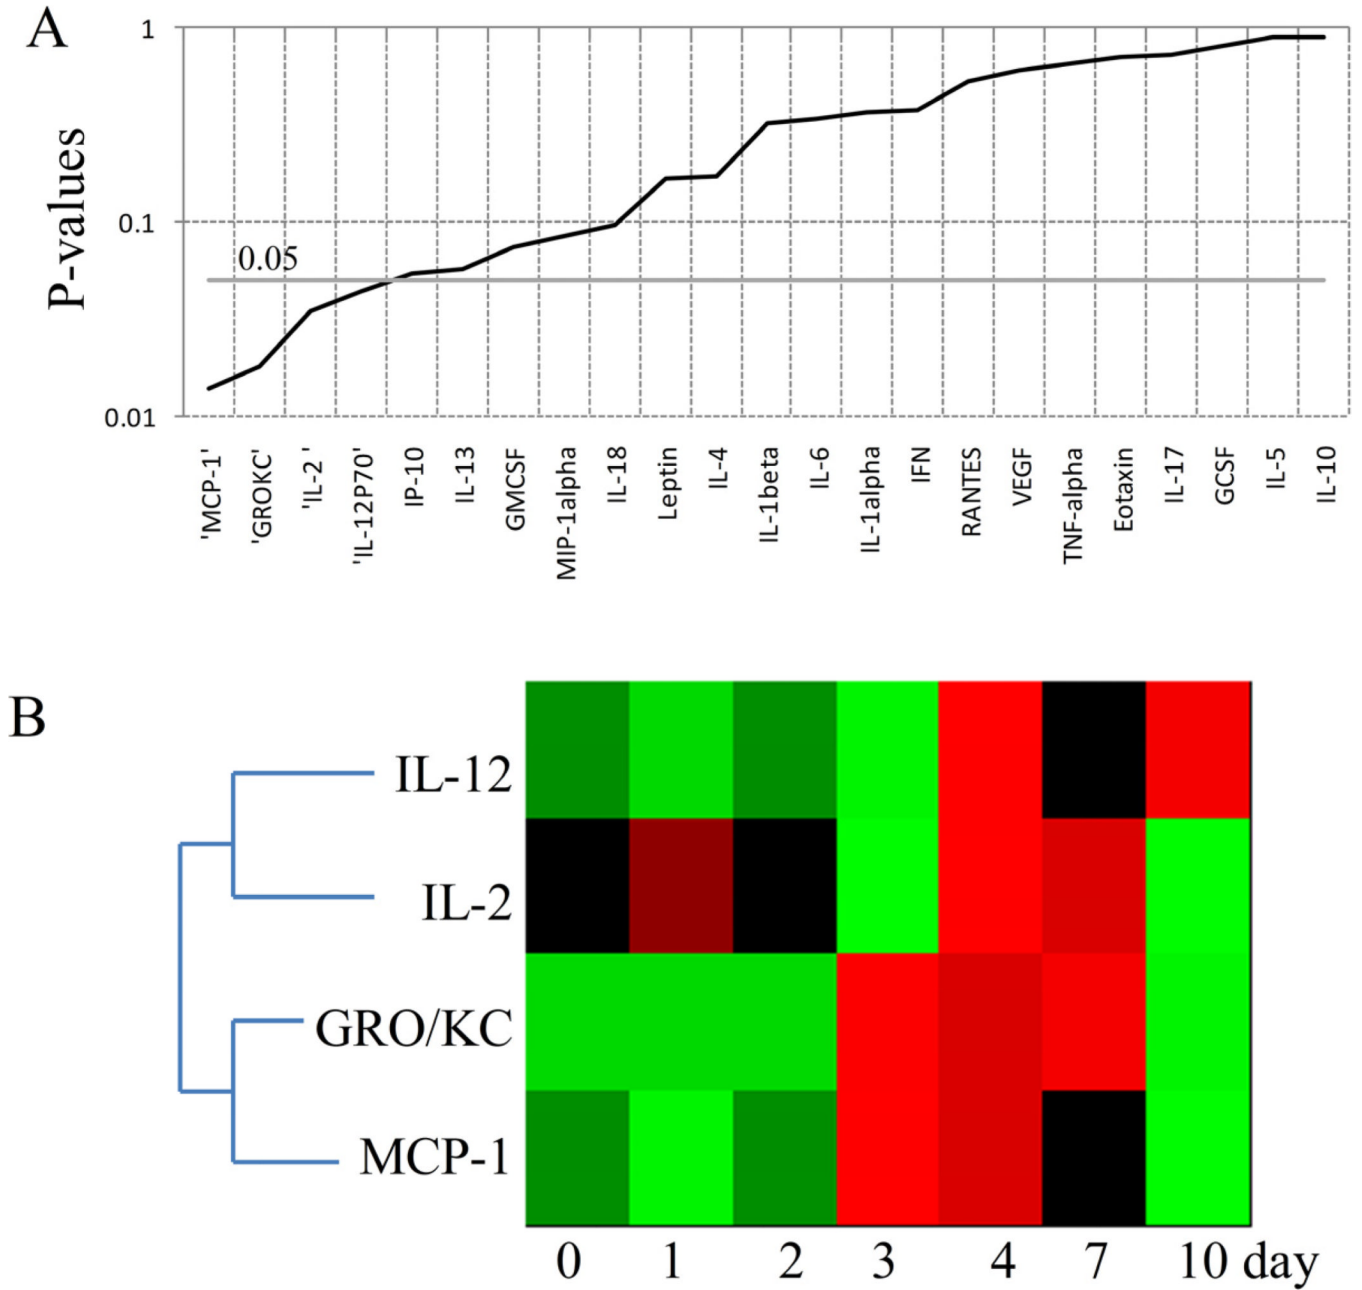 A
P-values
1
0.1
0.05
0.01
'MCP-1'
'GROKC'
'IL-2 '
'IL-12P70'
IP-10
IL-13
GMCSF
MIP-1alpha
IL-18
Leptin
IL-4
IL-1beta
IL-6
IL-1alpha
IFN
RANTES
VEGF
TNF-alpha
Eotaxin
IL-17
GCSF
IL-5
IL-10
B
IL-12
IL-2
GRO/KC
MCP-1
0 1 2 3 4 7 10 day